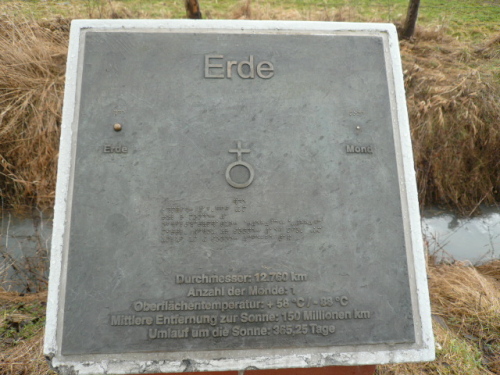 Erde
Erde
Mond
Durchmesser: 12.760 km
Anzahl der Monde: 1
Oberflächentemperatur: + 58 °C / - 88 °C
Mittlere Entfernung zur Sonne: 150 Millionen km
Umlauf um die Sonne: 365,25 Tage